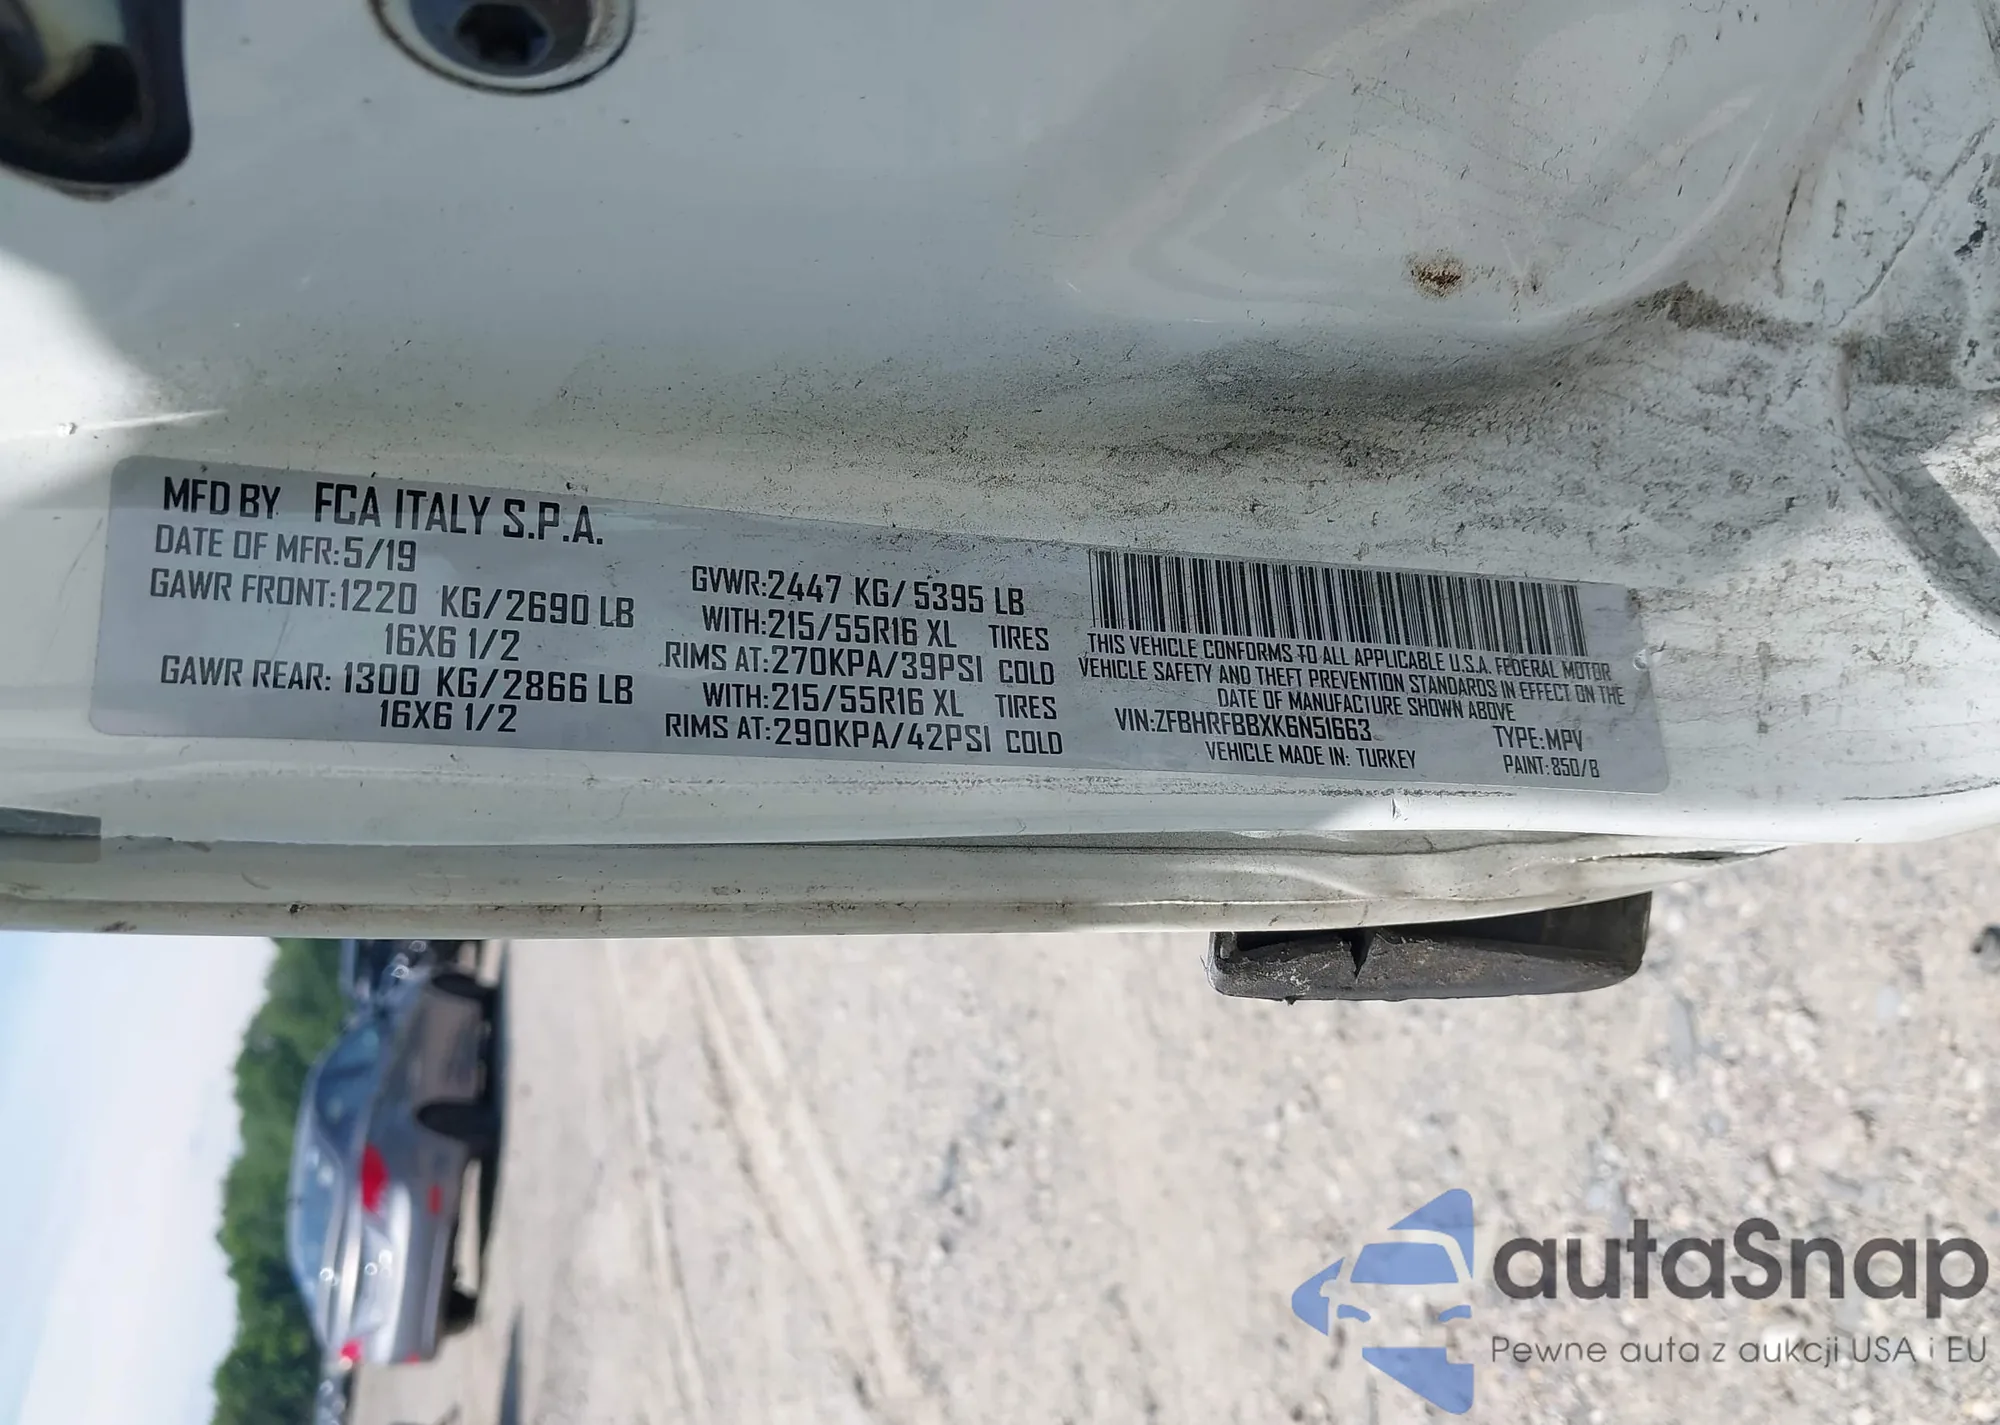 MFD BY FCA ITALY S.P.A.
DATE OF MFR:5/19
GAWR FRONT:1220 KG/2690 LB
16X6 1/2
GAWR REAR: 1300 KG/2866 LB
16X6 1/2
GVWR:2447 KG/5395 LB
WITH:215/55R16 XL TIRES
RIMS AT:270KPA/39PSI COLD
WITH:215/55R16 XL TIRES
RIMS AT:290KPA/42PSI COLD
THIS VEHICLE CONFORMS TO ALL APPLICABLE U.S.A. FEDERAL MOTOR
VEHICLE SAFETY AND THEFT PREVENTION STANDARDS IN EFFECT ON THE
DATE OF MANUFACTURE SHOWN ABOVE
VIN:ZFBHRFBBXK6N51663 TYPE:MPV
VEHICLE MADE IN: TURKEY PAINT:850/B
autaSnap
Pewne auta z aukcji USA i EU